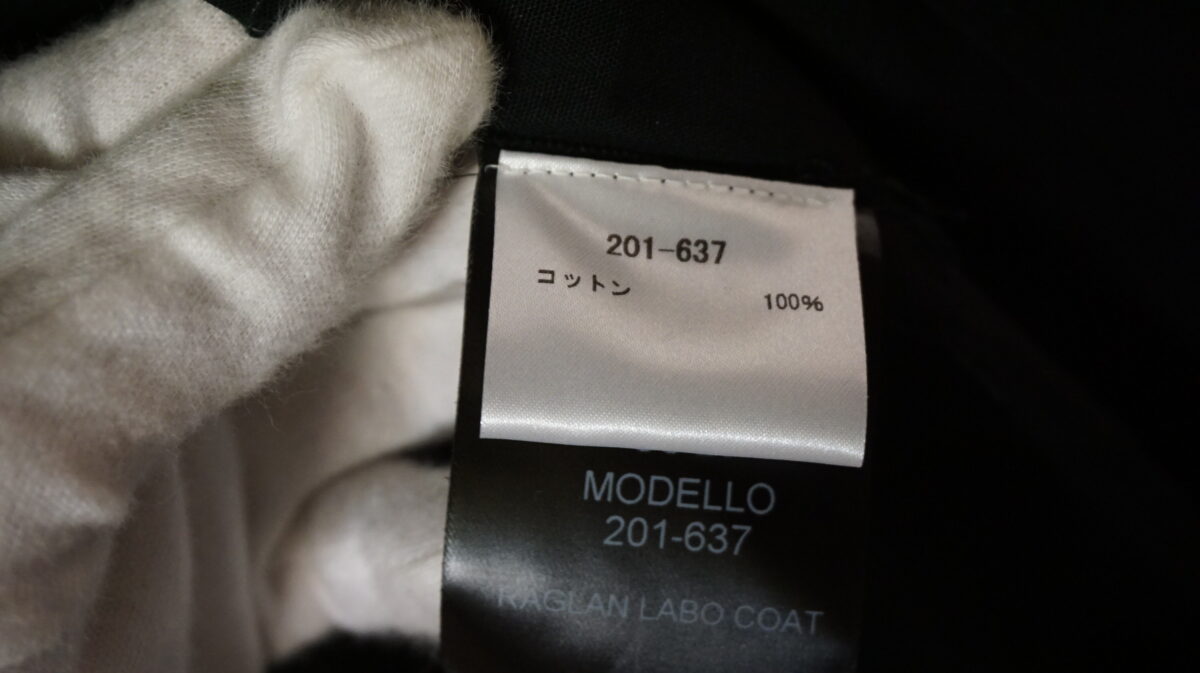 201-637
コットン 100%
MODELLO
201-637
RAGLAN LABO COAT